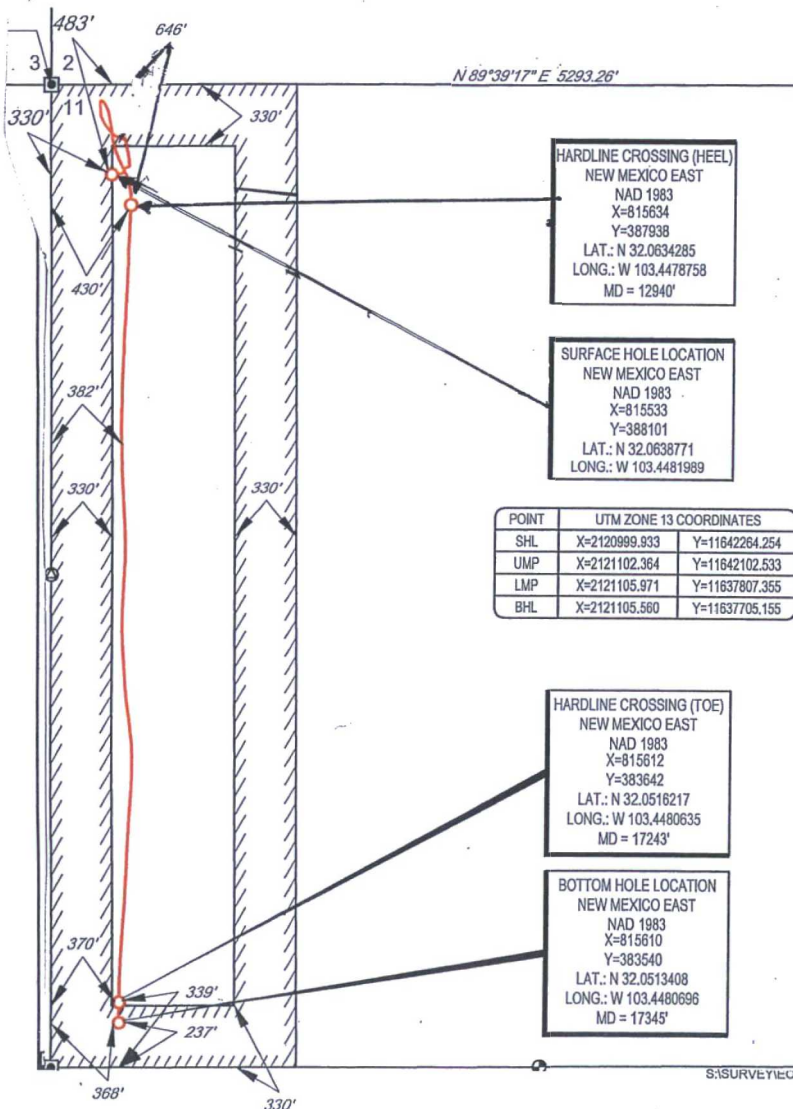 483'
646'
3 2
N 89°39'17" E 5293.26'
11
330'
330'
430'
382'
330'
330'
370'
339'
237'
368'
330'
HARDLINE CROSSING (HEEL)
NEW MEXICO EAST
NAD 1983
X=815634
Y=387938
LAT.: N 32.0634285
LONG.: W 103.4478758
MD = 12940'
SURFACE HOLE LOCATION
NEW MEXICO EAST
NAD 1983
X=815533
Y=388101
LAT.: N 32.0638771
LONG.: W 103.4481989
POINT UTM ZONE 13 COORDINATES
SHL X=2120999.933 Y=11642264.254
UMP X=2121102.364 Y=11642102.533
LMP X=2121105.971 Y=11637807.355
BHL X=2121105.560 Y=11637705.155
HARDLINE CROSSING (TOE)
NEW MEXICO EAST
NAD 1983
X=815612
Y=383642
LAT.: N 32.0516217
LONG.: W 103.4480635
MD = 17243'
BOTTOM HOLE LOCATION
NEW MEXICO EAST
NAD 1983
X=815610
Y=383540
LAT.: N 32.0513408
LONG.: W 103.4480696
MD = 17345'
S:\SURVEY\EO